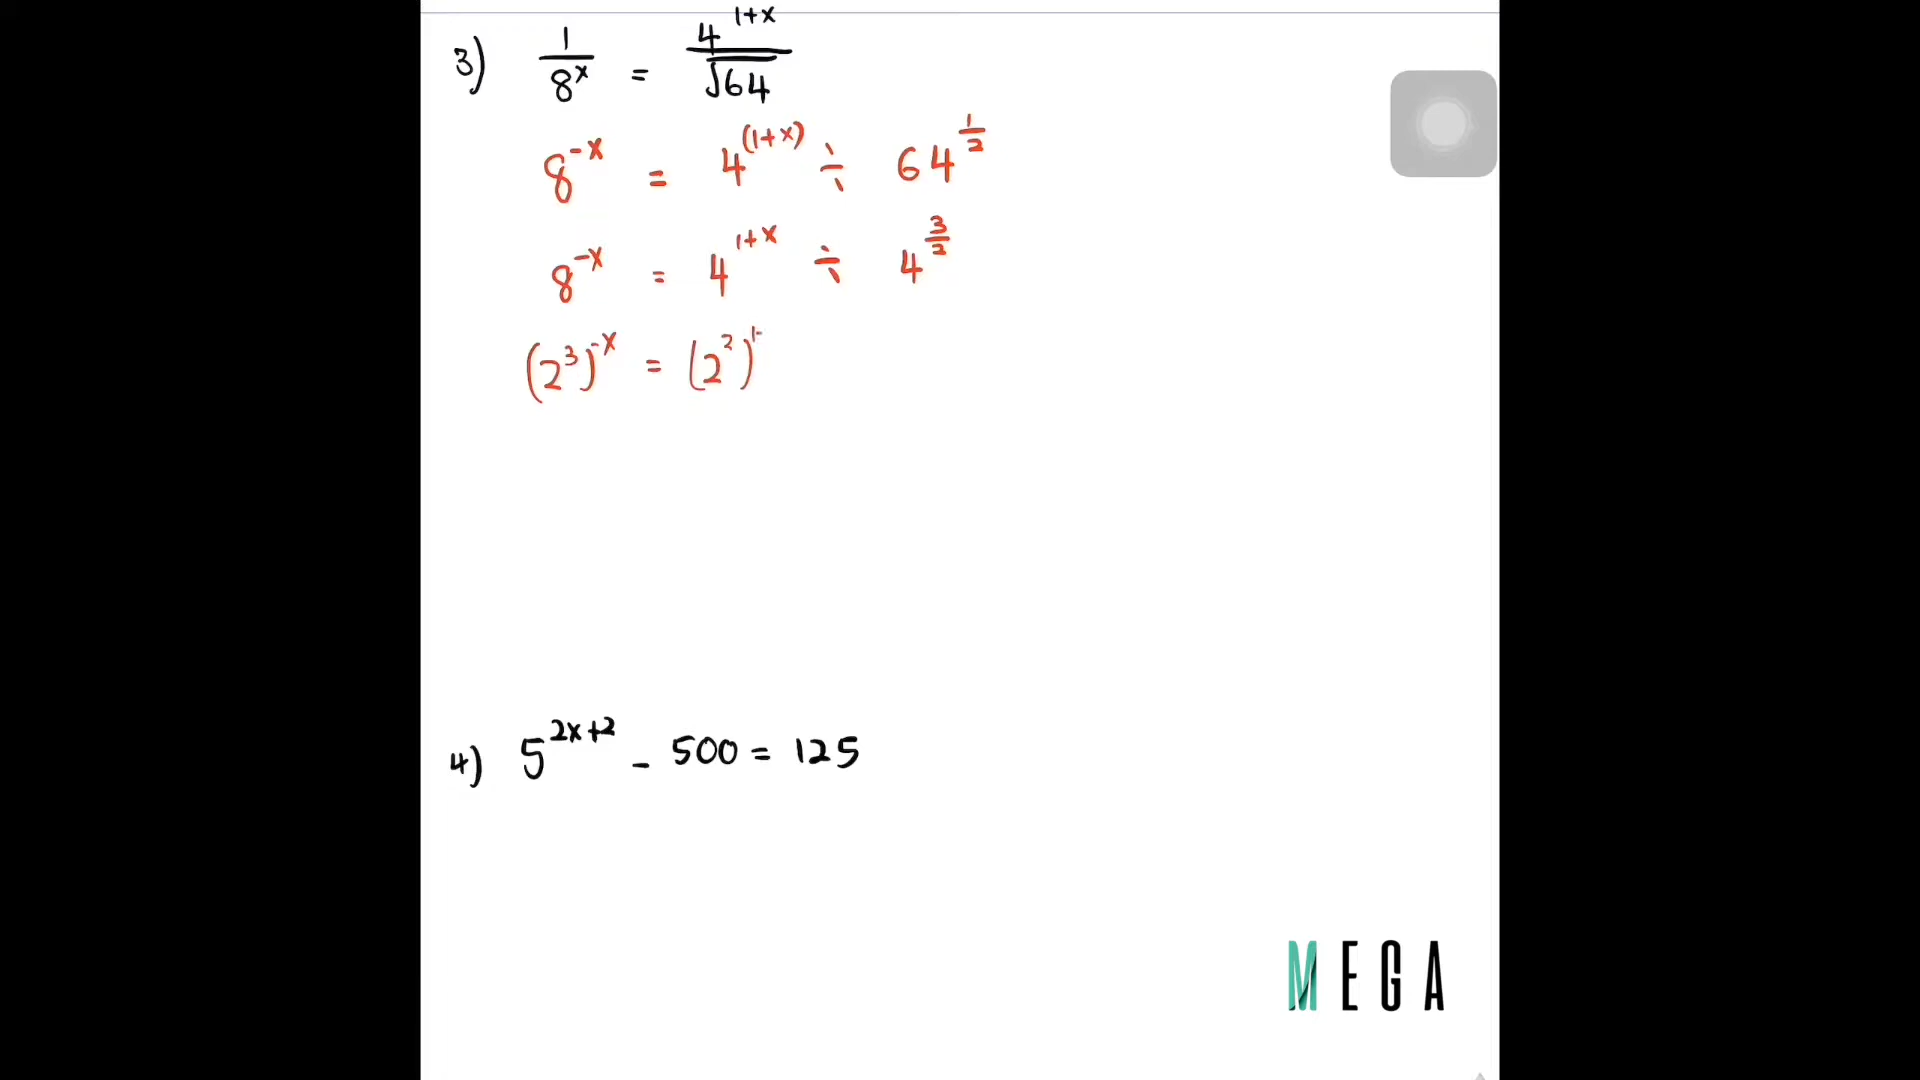 3) 1/8^x = 4^(1+x)/√64
8^-x = 4^(1+x) ÷ 64^(1/2)
8^-x = 4^(1+x) ÷ 4^(3/2)
(2^3)^-x = (2^2)^1-
4) 5^(2x+2) - 500 = 125
MEGA